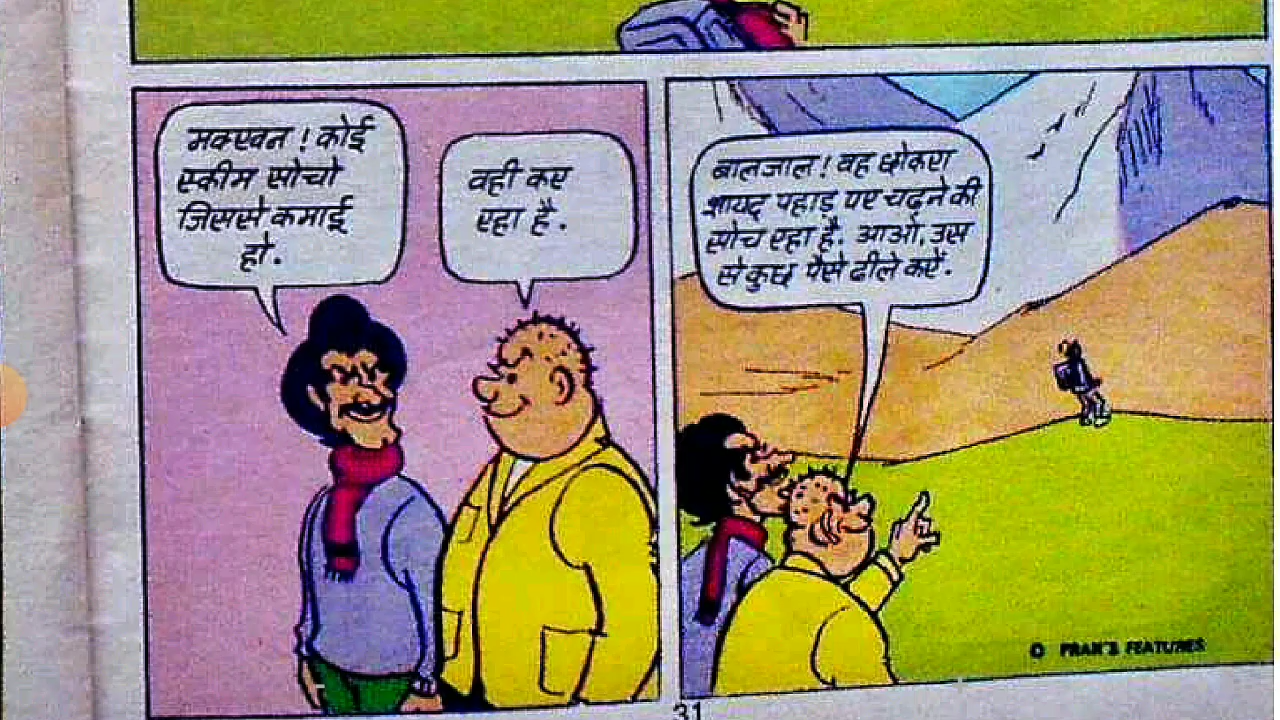 मक्खन ! कोई
स्कीम सोचो
जिससे कमाई
हो.
वही कर
रहा है.
बालजाल ! वह छोकरा
शायद पहाड़ पर चढ़ने की
सोच रहा है. आओ, उस
से कुछ पैसे ढीले करें.
© PRAN'S FEATURES
31